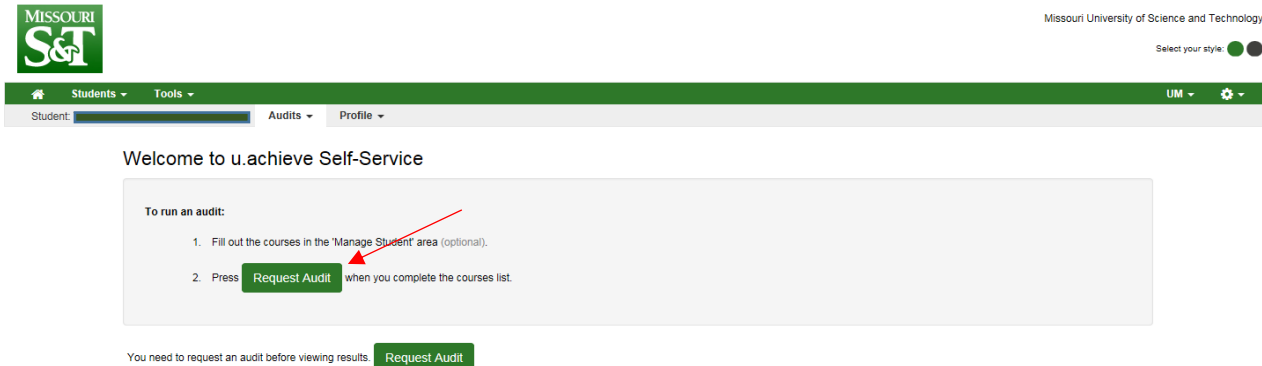 MISSOURI
S&T
Missouri University of Science and Technology
Select your style:
Students Tools UM
Student: Audits Profile
Welcome to u.achieve Self-Service
To run an audit:
1. Fill out the courses in the 'Manage Student' area (optional).
2. Press Request Audit when you complete the courses list.
You need to request an audit before viewing results. Request Audit